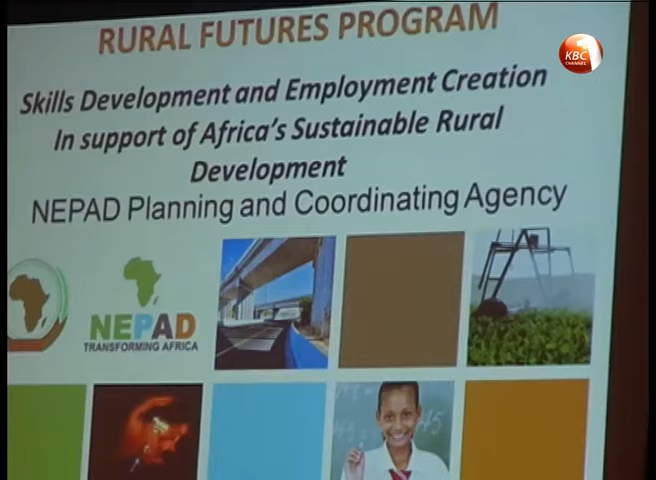 RURAL FUTURES PROGRAM
KBC
CHANNEL
1
Skills Development and Employment Creation
In support of Africa's Sustainable Rural
Development
NEPAD Planning and Coordinating Agency
NEPAD
TRANSFORMING AFRICA